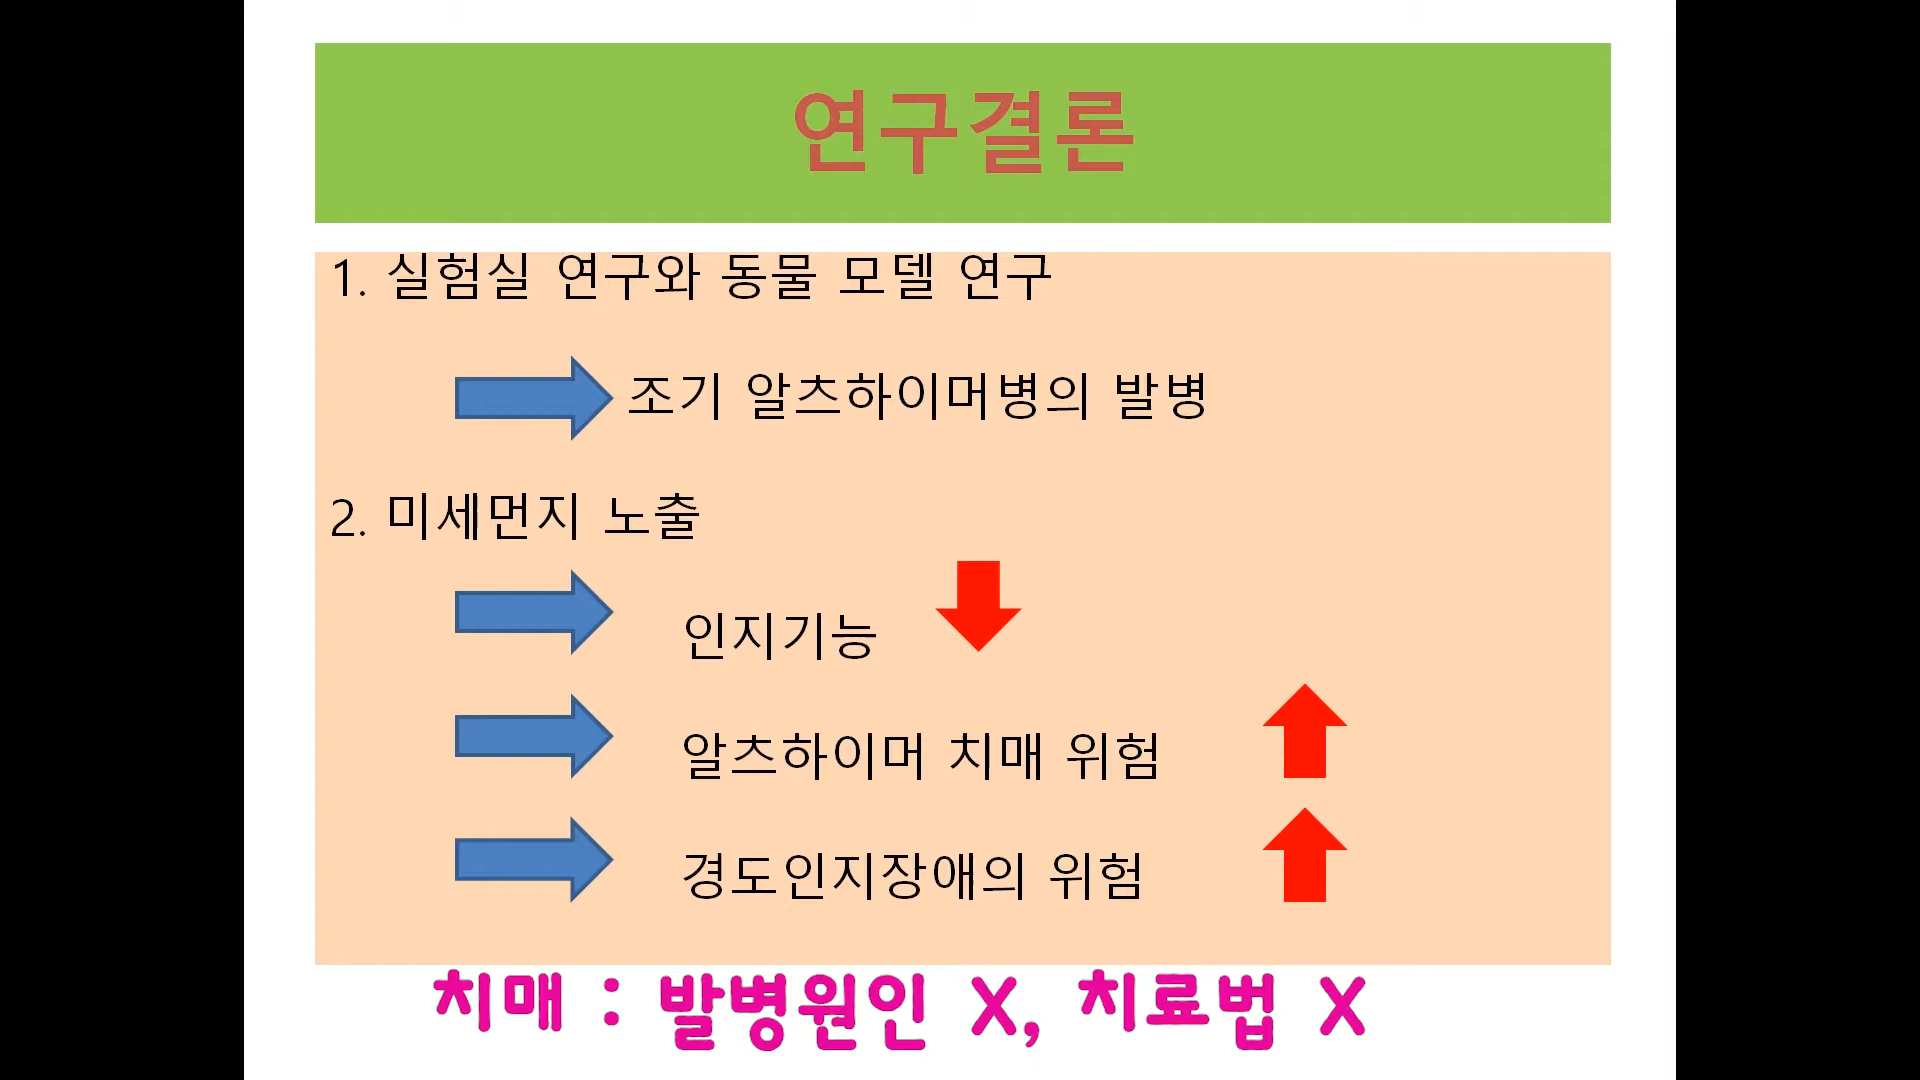 연구결론
1. 실험실 연구와 동물 모델 연구
조기 알츠하이머병의 발병
2. 미세먼지 노출
인지기능
알츠하이머 치매 위험
경도인지장애의 위험
치매 : 발병원인 X, 치료법 X